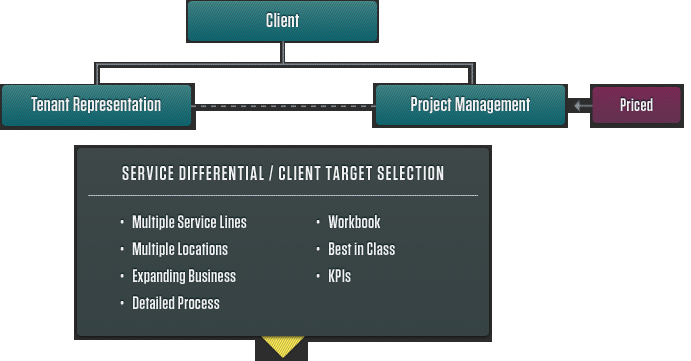 Client
Tenant Representation
Project Management
Priced
SERVICE DIFFERENTIAL / CLIENT TARGET SELECTION
• Multiple Service Lines
• Multiple Locations
• Expanding Business
• Detailed Process
• Workbook
• Best in Class
• KPIs